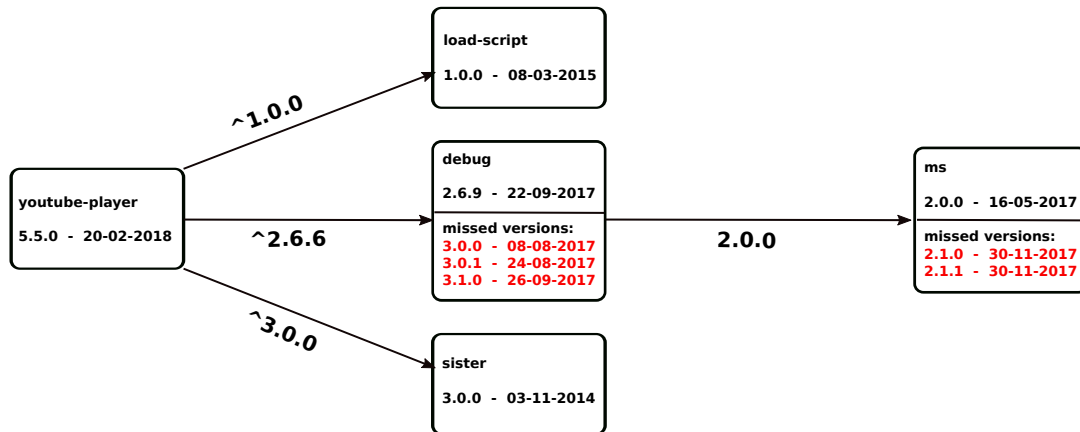 load-script
1.0.0 - 08-03-2015
^1.0.0
youtube-player
5.5.0 - 20-02-2018
^2.6.6
debug
2.6.9 - 22-09-2017
missed versions:
3.0.0 - 08-08-2017
3.0.1 - 24-08-2017
3.1.0 - 26-09-2017
2.0.0
ms
2.0.0 - 16-05-2017
missed versions:
2.1.0 - 30-11-2017
2.1.1 - 30-11-2017
^3.0.0
sister
3.0.0 - 03-11-2014